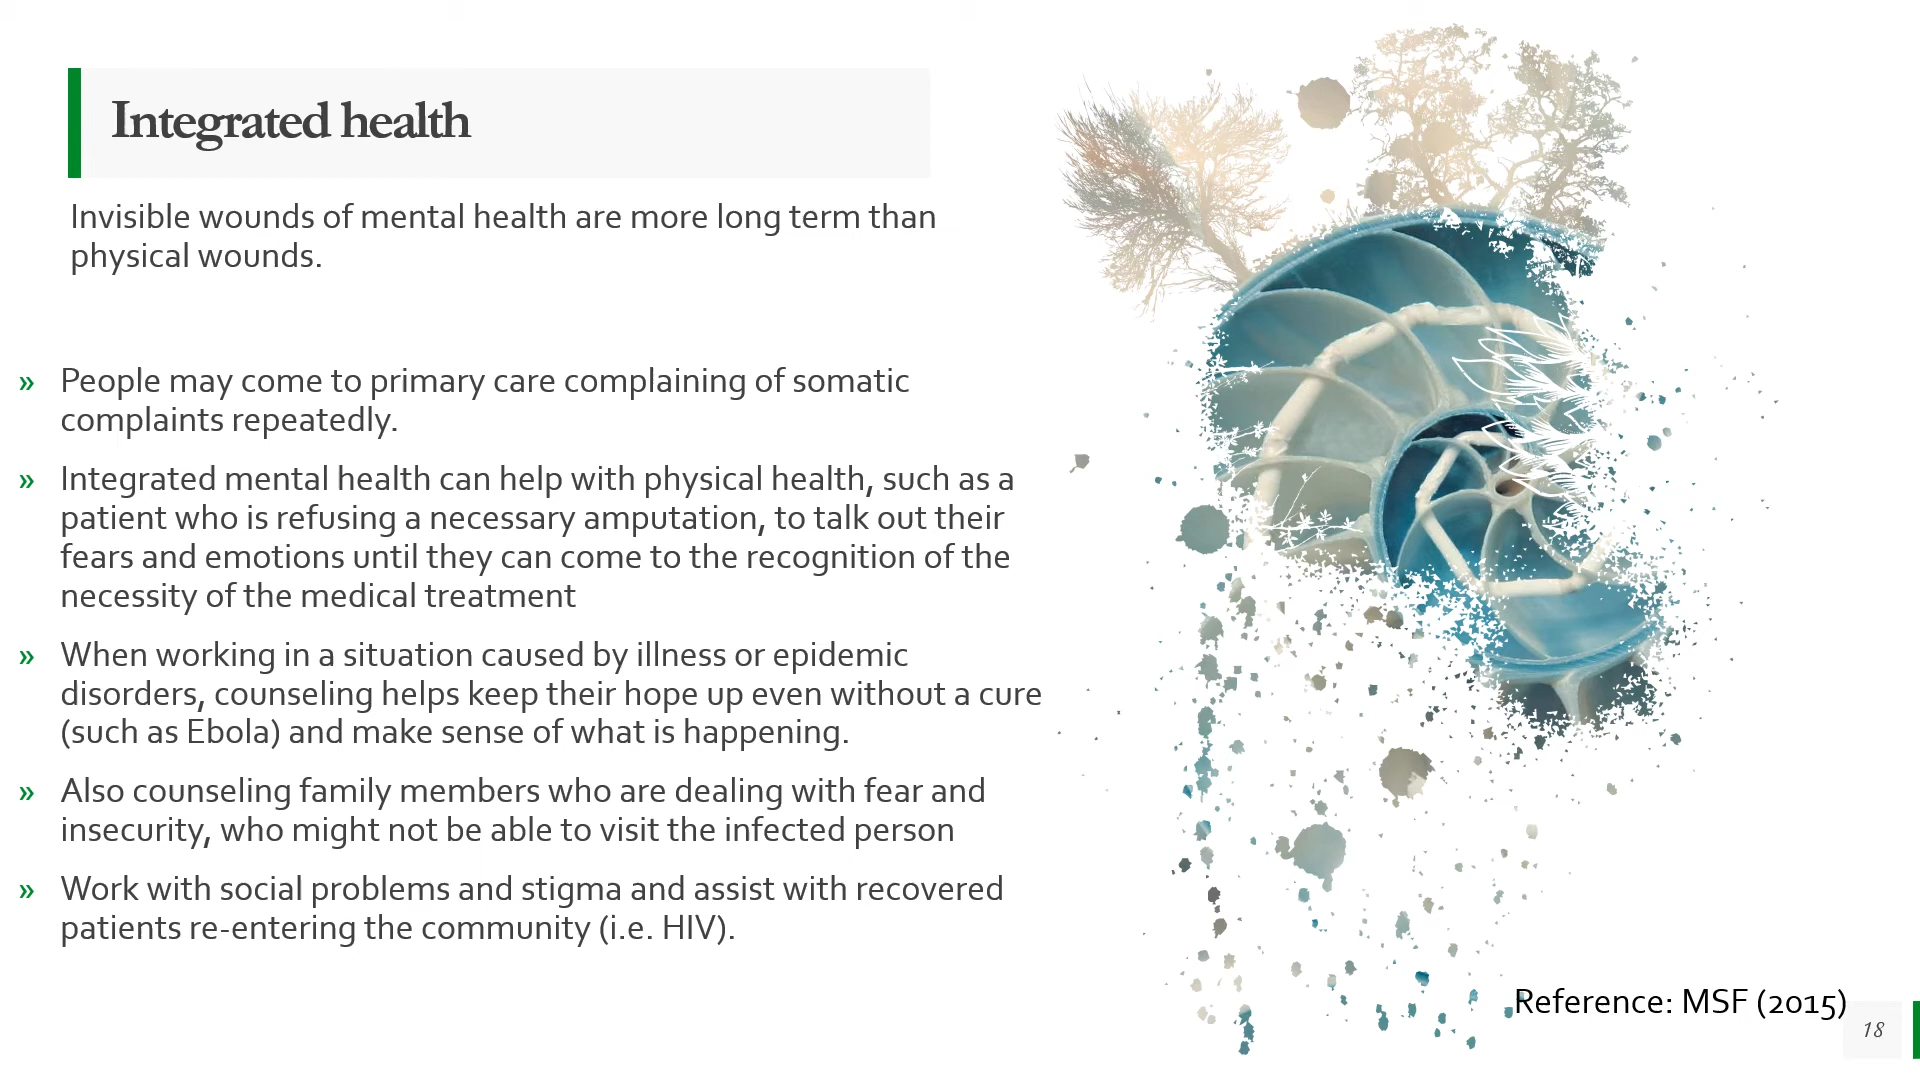 Integrated health
Invisible wounds of mental health are more long term than
physical wounds.
» People may come to primary care complaining of somatic
complaints repeatedly.
» Integrated mental health can help with physical health, such as a
patient who is refusing a necessary amputation, to talk out their
fears and emotions until they can come to the recognition of the
necessity of the medical treatment
» When working in a situation caused by illness or epidemic
disorders, counseling helps keep their hope up even without a cure
(such as Ebola) and make sense of what is happening.
» Also counseling family members who are dealing with fear and
insecurity, who might not be able to visit the infected person
» Work with social problems and stigma and assist with recovered
patients re-entering the community (i.e. HIV).
Reference: MSF (2015)
18